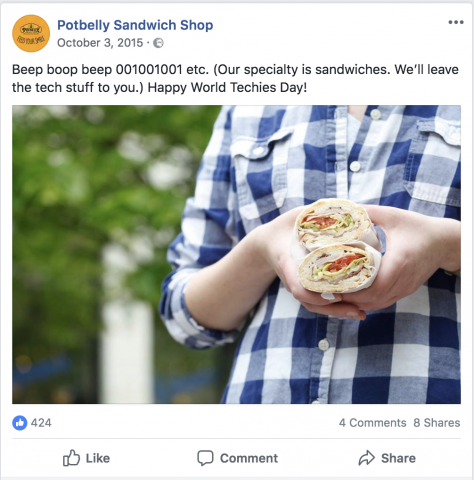 Potbelly Sandwich Shop
October 3, 2015 ·
Beep boop beep 001001001 etc. (Our specialty is sandwiches. We'll leave
the tech stuff to you.) Happy World Techies Day!
424
4 Comments 8 Shares
Like Comment Share